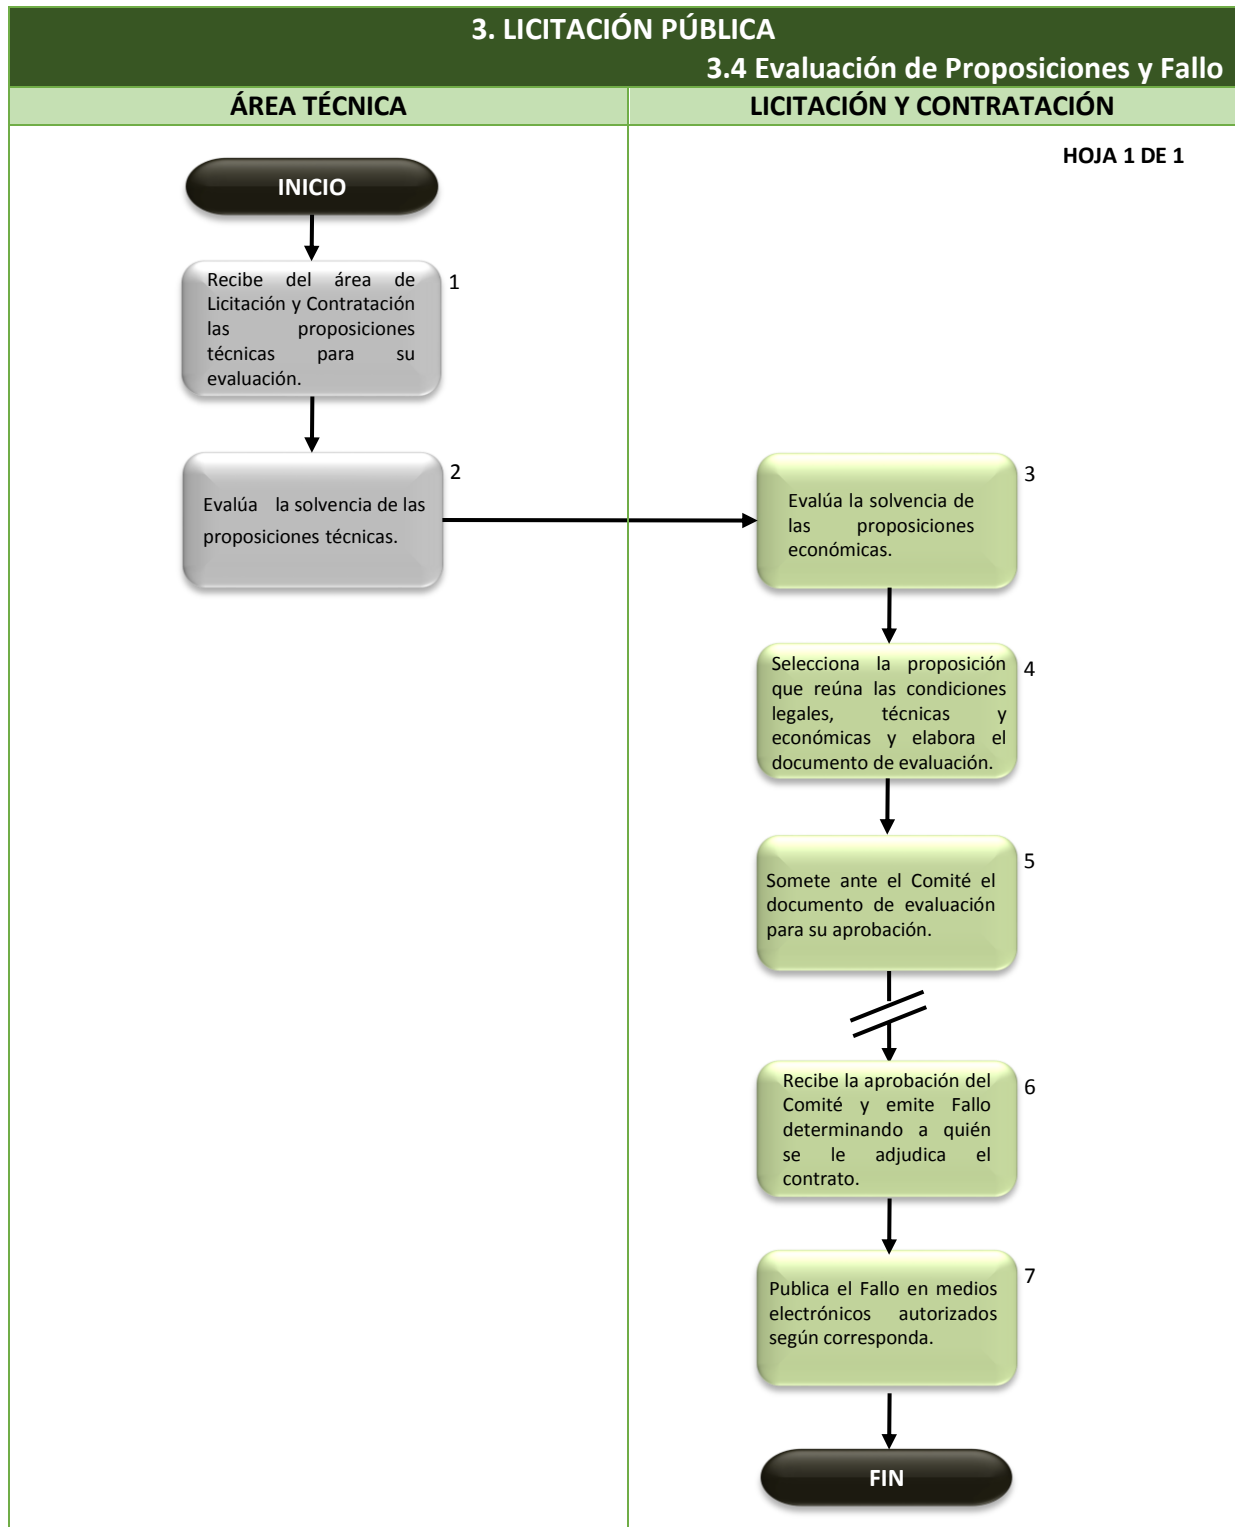 3. LICITACIÓN PÚBLICA
3.4 Evaluación de Proposiciones y Fallo
ÁREA TÉCNICA
LICITACIÓN Y CONTRATACIÓN
HOJA 1 DE 1
INICIO
Recibe del área de
Licitación y Contratación
las proposiciones
técnicas para su
evaluación.
1
Evalúa la solvencia de las
proposiciones técnicas.
2
Evalúa la solvencia de
las proposiciones
económicas.
3
Selecciona la proposición
que reúna las condiciones
legales, técnicas y
económicas y elabora el
documento de evaluación.
4
Somete ante el Comité el
documento de evaluación
para su aprobación.
5
Recibe la aprobación del
Comité y emite Fallo
determinando a quién
se le adjudica el
contrato.
6
Publica el Fallo en medios
electrónicos autorizados
según corresponda.
7
FIN